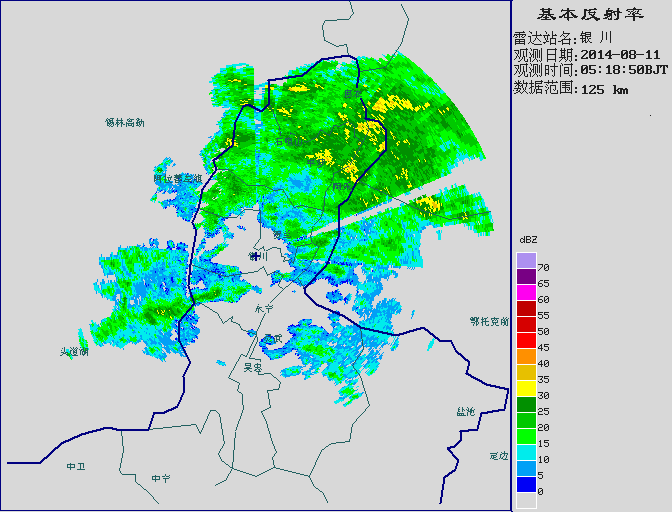 基本反射率
雷达站名:银 川
观测日期:2014-08-11
观测时间:05:18:50BJT
数据范围:125 km
锡林高勒
阿拉善左旗
银川
永宁
鄂托克前
头道湖
吴忠
盐池
定边
中卫
中宁
dBZ
70
65
60
55
50
45
40
35
30
25
20
15
10
5
0